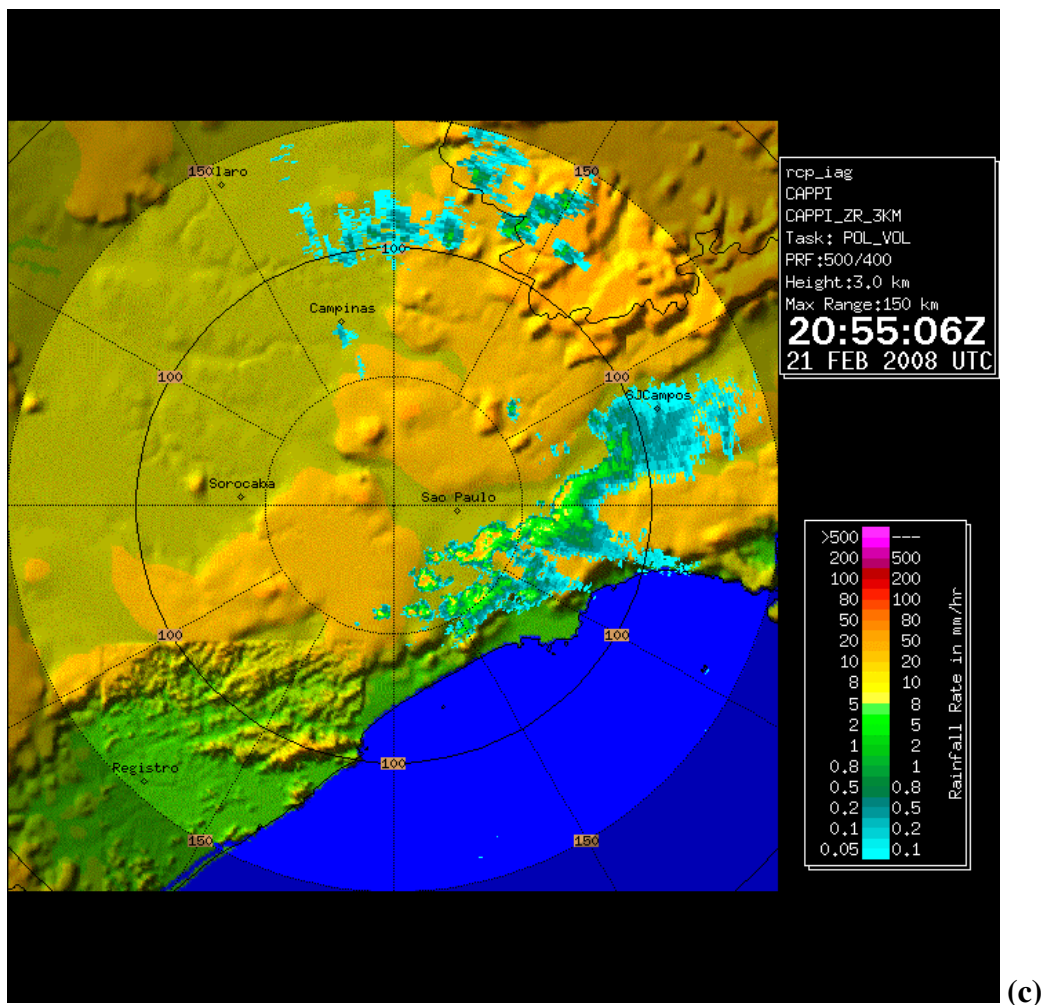 150
Claro
150
100
Campinas
100
100
SJCampos
Sorocaba
Sao Paulo
100
100
Registro
100
150
150
rcp_iag
CAPPI
CAPPI_ZR_3KM
Task: POL_VOL
PRF:500/400
Height:3.0 km
Max Range:150 km
20:55:06Z
21 FEB 2008 UTC
>500 ---
200 500
100 200
80 100
50 80
20 50
10 20
8 10
5 8
2 5
1 2
0.8 1
0.5 0.8
0.2 0.5
0.1 0.2
0.05 0.1
Rainfall Rate in mm/hr
(c)